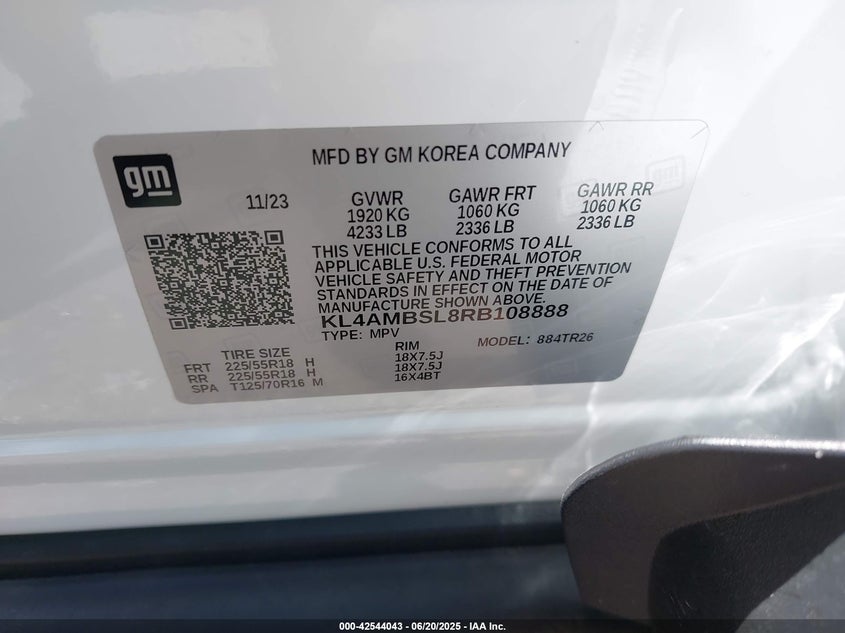 gm
MFD BY GM KOREA COMPANY
11/23
GVWR
1920 KG
4233 LB
GAWR FRT
1060 KG
2336 LB
GAWR RR
1060 KG
2336 LB
THIS VEHICLE CONFORMS TO ALL
APPLICABLE U.S. FEDERAL MOTOR
VEHICLE SAFETY AND THEFT PREVENTION
STANDARDS IN EFFECT ON THE DATE OF
MANUFACTURE SHOWN ABOVE.
KL4AMBSL8RB108888
TYPE: MPV
MODEL: 884TR26
TIRE SIZE
RIM
FRT 225/55R18 H 18X7.5J
RR 225/55R18 H 18X7.5J
SPA T125/70R16 M 16X4BT
000-42544043 - 06/20/2025 - IAA Inc.